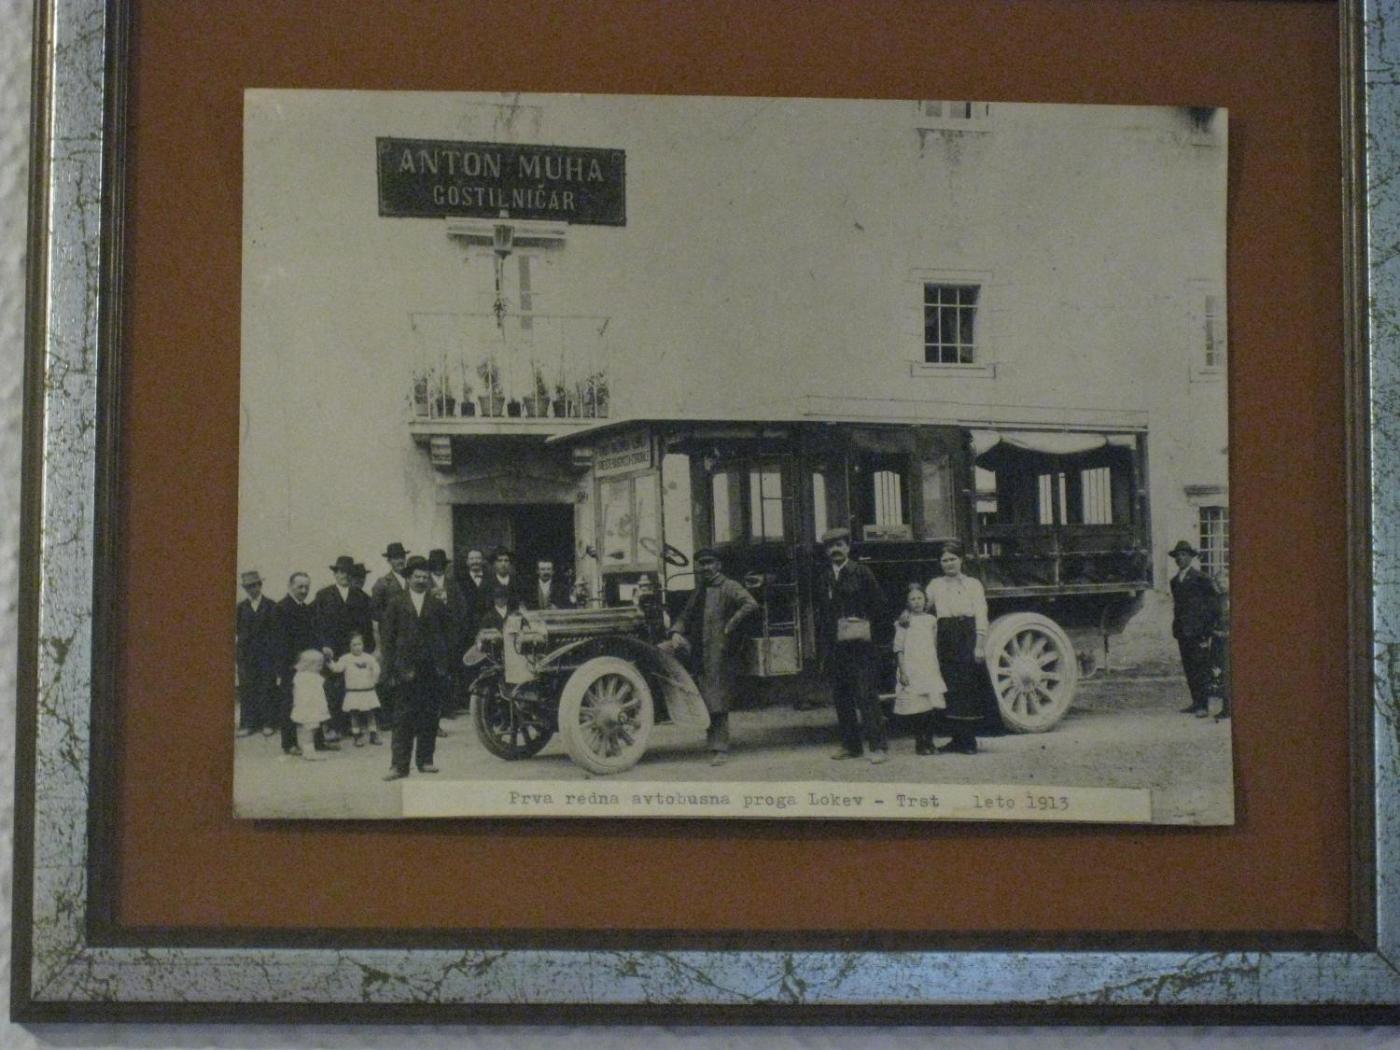 ANTON MUHA
GOSTILNIČAR
Prva redna avtobusna proga Lokev - Trst leto 1913